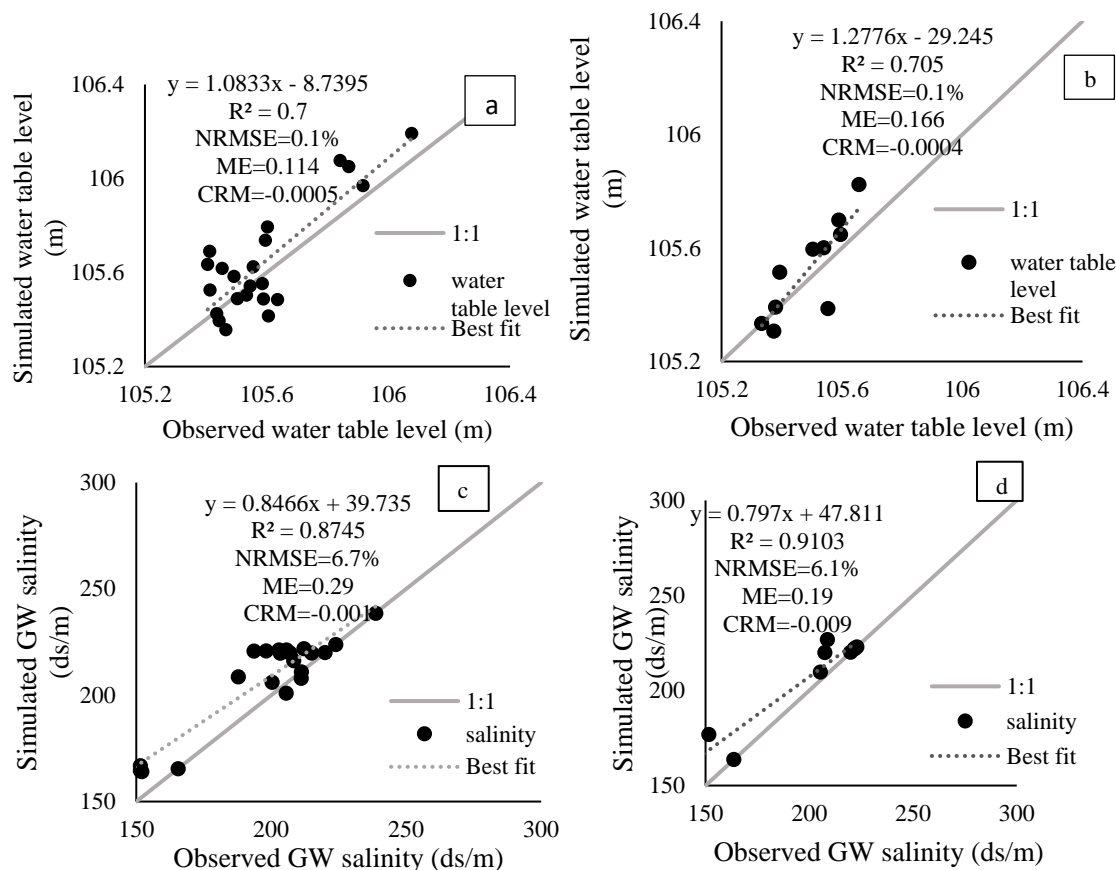 y = 1.0833x - 8.7395
R² = 0.7
NRMSE=0.1%
ME=0.114
CRM=-0.0005
a
106.4
106
105.6
105.2
Simulated water table level
(m)
1:1
water
table level
Best fit
105.2
105.6
106
106.4
Observed water table level (m)
y = 1.2776x - 29.245
R² = 0.705
NRMSE=0.1%
ME=0.166
CRM=-0.0004
b
106.4
106
105.6
105.2
Simulated water table level
(m)
1:1
water table
level
Best fit
105.2
105.6
106
106.4
Observed water table level (m)
y = 0.8466x + 39.735
R² = 0.8745
NRMSE=6.7%
ME=0.29
CRM=-0.001
c
300
250
200
150
Simulated GW salinity
(ds/m)
1:1
salinity
Best fit
150
200
250
300
Observed GW salinity (ds/m)
y = 0.797x + 47.811
R² = 0.9103
NRMSE=6.1%
ME=0.19
CRM=-0.009
d
300
250
200
150
Simulated GW salinity
(ds/m)
1:1
salinity
Best fit
150
200
250
300
Observed GW salinity (ds/m)